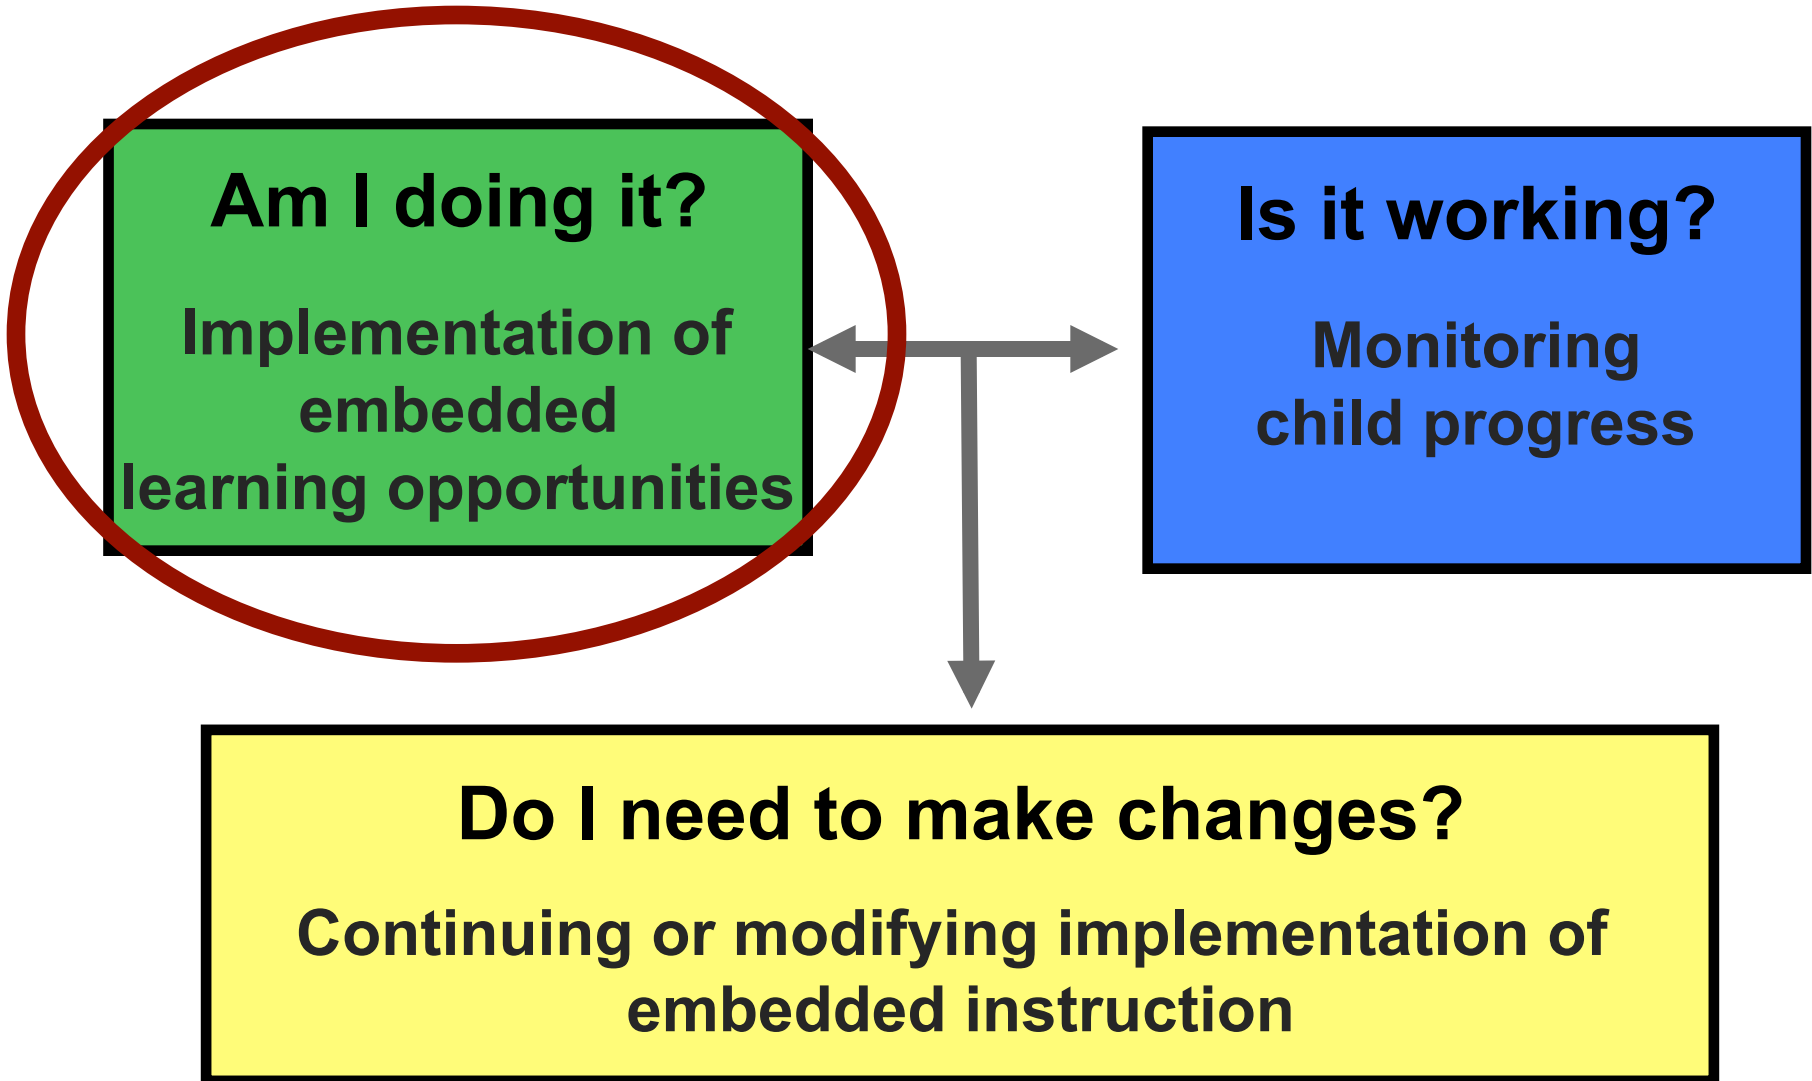 Am I doing it?
Implementation of
embedded
learning opportunities
Is it working?
Monitoring
child progress
Do I need to make changes?
Continuing or modifying implementation of
embedded instruction